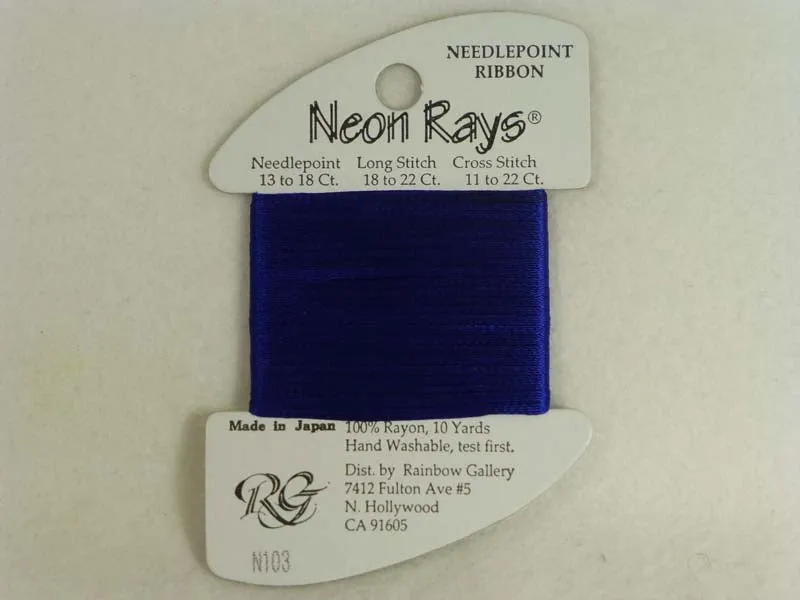 NEEDLEPOINT
RIBBON
Neon Rays®
Needlepoint Long Stitch Cross Stitch
13 to 18 Ct. 18 to 22 Ct. 11 to 22 Ct.
Made in Japan 100% Rayon, 10 Yards
Hand Washable, test first.
Dist. by Rainbow Gallery
7412 Fulton Ave #5
N. Hollywood
CA 91605
RG
N103